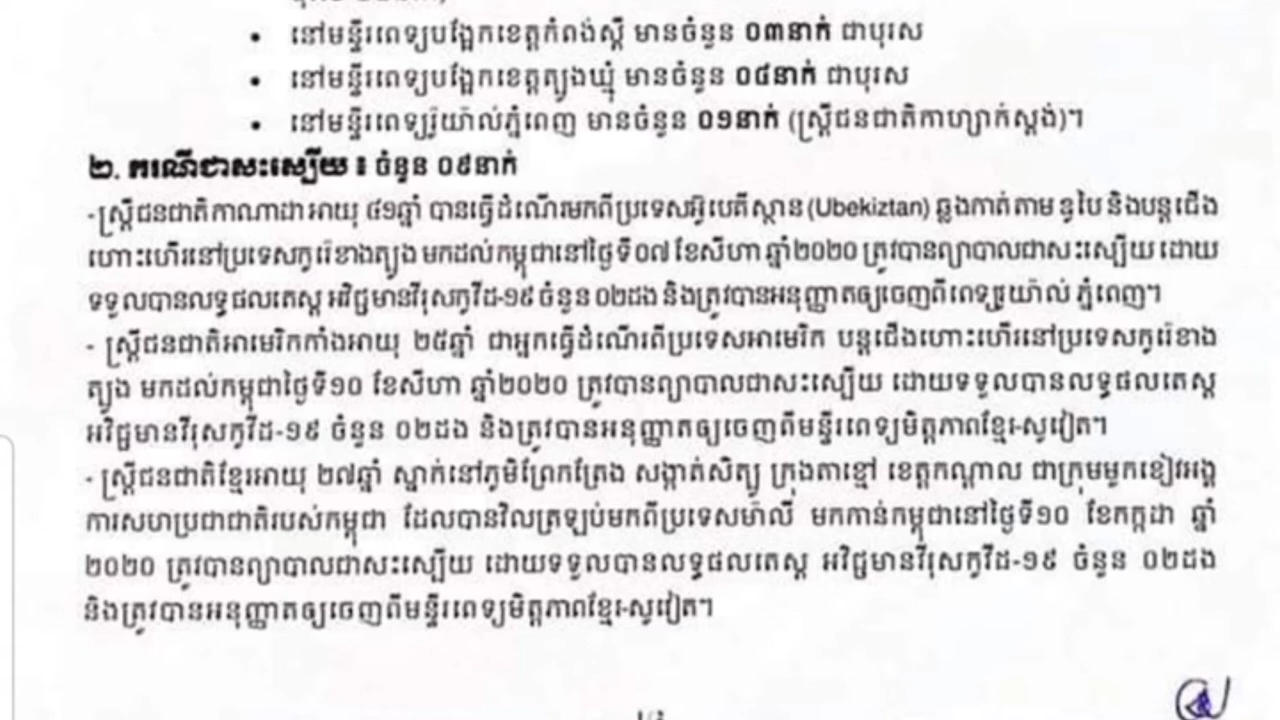 • នៅមន្ទីរពេទ្យបង្អែកខេត្តកំពង់ស្ពឺ មានចំនួន ០៣នាក់ ជាបុរស
• នៅមន្ទីរពេទ្យបង្អែកខេត្តត្បូងឃ្មុំ មានចំនួន ០៤នាក់ ជាបុរស
• នៅមន្ទីរពេទ្យរ៉ូយ៉ាល់ភ្នំពេញ មានចំនួន ០១នាក់ (ស្ត្រីជនជាតិកាហ្សាក់ស្តង់)។
២. ករណីជាសះស្បើយ ៖ ចំនួន ០៩នាក់
-ស្ត្រីជនជាតិកាណាដាអាយុ ៤១ឆ្នាំ បានធ្វើដំណើរមកពីប្រទេសអ៊ូបេគីស្ថាន(Ubekiztan) ឆ្លងកាត់តាម ឌូបៃ និងបន្តជើង
ហោះហើរនៅប្រទេសកូរ៉េខាងត្បូង មកដល់កម្ពុជានៅថ្ងៃទី០៧ ខែសីហា ឆ្នាំ២០២០ ត្រូវបានព្យាបាលជាសះស្បើយ ដោយ
ទទួលបានលទ្ធផលតេស្ត អវិជ្ជមានវីរុសកូវីដ-១៩ ចំនួន ០២ដង និងត្រូវបានអនុញ្ញាតឲ្យចេញពីពេទ្យរ៉ូយ៉ាល់ ភ្នំពេញ។
- ស្ត្រីជនជាតិអាមេរិកកាំងអាយុ ២៥ឆ្នាំ ជាអ្នកធ្វើដំណើរពីប្រទេសអាមេរិក បន្តជើងហោះហើរនៅប្រទេសកូរ៉េខាង
ត្បូង មកដល់កម្ពុជាថ្ងៃទី១០ ខែសីហា ឆ្នាំ២០២០ ត្រូវបានព្យាបាលជាសះស្បើយ ដោយទទួលបានលទ្ធផលតេស្ត
អវិជ្ជមានវីរុសកូវីដ-១៩ ចំនួន ០២ដង និងត្រូវបានអនុញ្ញាតឲ្យចេញពីមន្ទីរពេទ្យមិត្តភាពខ្មែរ-សូវៀត។
- ស្ត្រីជនជាតិខ្មែរអាយុ ២៧ឆ្នាំ ស្នាក់នៅភូមិព្រែកត្រែង សង្កាត់សិត្បូ ក្រុងតាខ្មៅ ខេត្តកណ្តាល ជាក្រុមមួកខៀវអង្គ
ការសហប្រជាជាតិរបស់កម្ពុជា ដែលបានវិលត្រឡប់មកពីប្រទេសម៉ាលី មកកាន់កម្ពុជានៅថ្ងៃទី១០ ខែកក្កដា ឆ្នាំ
២០២០ ត្រូវបានព្យាបាលជាសះស្បើយ ដោយទទួលបានលទ្ធផលតេស្ត អវិជ្ជមានវីរុសកូវីដ-១៩ ចំនួន ០២ដង
និងត្រូវបានអនុញ្ញាតឲ្យចេញពីមន្ទីរពេទ្យមិត្តភាពខ្មែរ-សូវៀត។